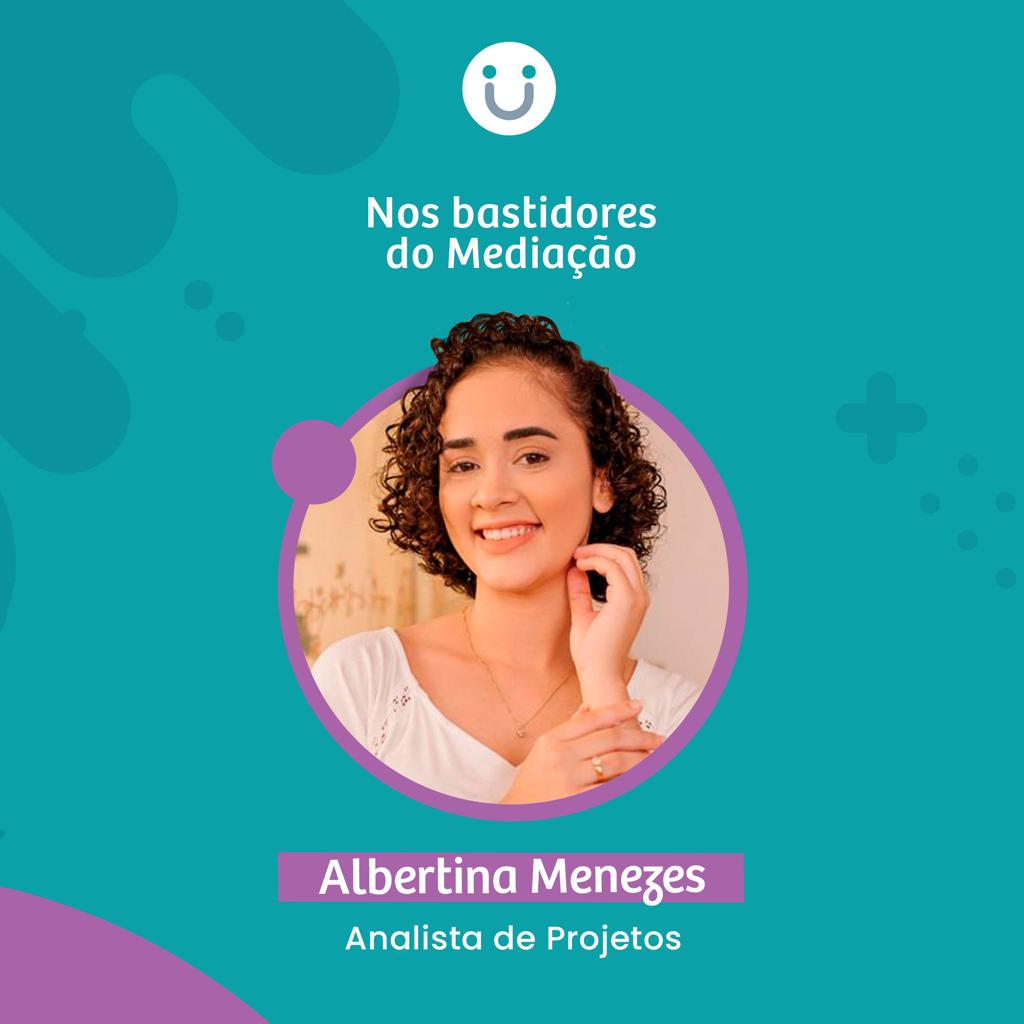 Nos bastidores
do Mediação
Albertina Menezes
Analista de Projetos